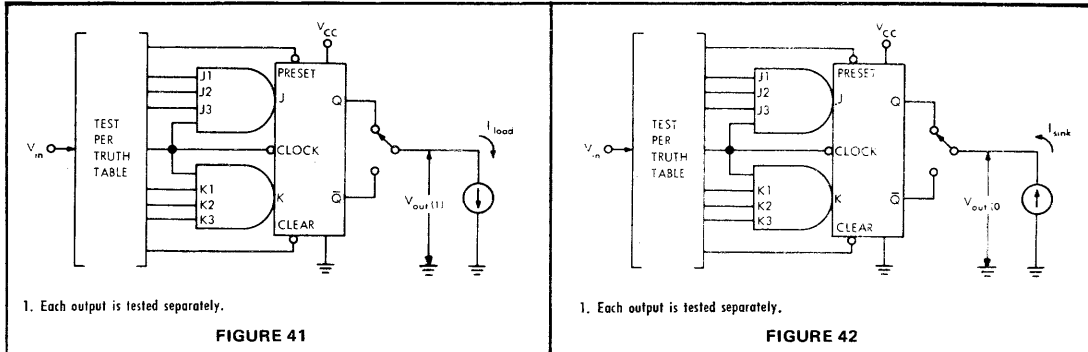 V_CC
PRESET
J1
J2
J3
J
Q
TEST
PER
TRUTH
TABLE
V_in
CLOCK
I_load
K1
K2
K3
K
Q̅
CLEAR
V_out(1)
1. Each output is tested separately.
FIGURE 41
V_CC
PRESET
J1
J2
J3
J
Q
TEST
PER
TRUTH
TABLE
V_in
CLOCK
I_sink
K1
K2
K3
K
Q̅
CLEAR
V_out(0
1. Each output is tested separately.
FIGURE 42